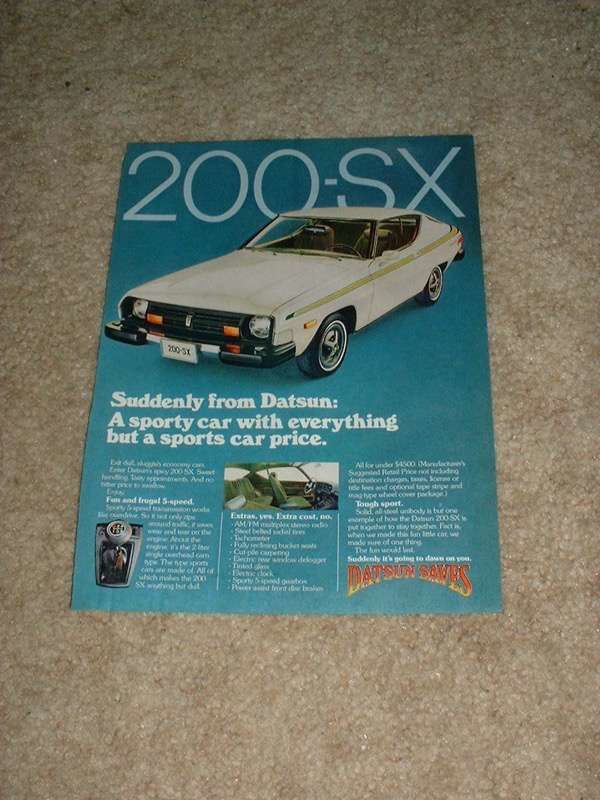 200-SX
200-SX
Suddenly from Datsun:
A sporty car with everything
but a sports car price.
Exit dull, sluggish economy cars.
Enter Datsun's spicy 200-SX. Sweet
handling. Tasty appointments. And no
bitter price to swallow.
Enjoy.
Fun and frugal 5-speed.
Sporty 5-speed transmission works
like overdrive. So it not only zips
around traffic, it saves
wear and tear on the
engine. About the
engine: it's the 2 liter
single overhead cam
type. The type sports
cars are made of. All of
which makes the 200
SX anything but dull.
Extras, yes. Extra cost, no.
• AM/FM multiplex stereo radio
• Steel belted radial tires
• Tachometer
• Fully reclining bucket seats
• Cut-pile carpeting
• Electric rear window defogger
• Tinted glass
• Electric clock
• Sporty 5-speed gearbox
• Power-assist front disc brakes
All for under $4500. (Manufacturer's
Suggested Retail Price not including
destination charges, taxes, license or
title fees and optional tape stripe and
mag-type wheel cover package.)
Tough sport.
Solid, all-steel unibody is but one
example of how the Datsun 200-SX is
put together to stay together. Fact is,
when we made this fun little car, we
made sure of one thing.
The fun would last.
Suddenly it's going to dawn on you.
DATSUN SAVES